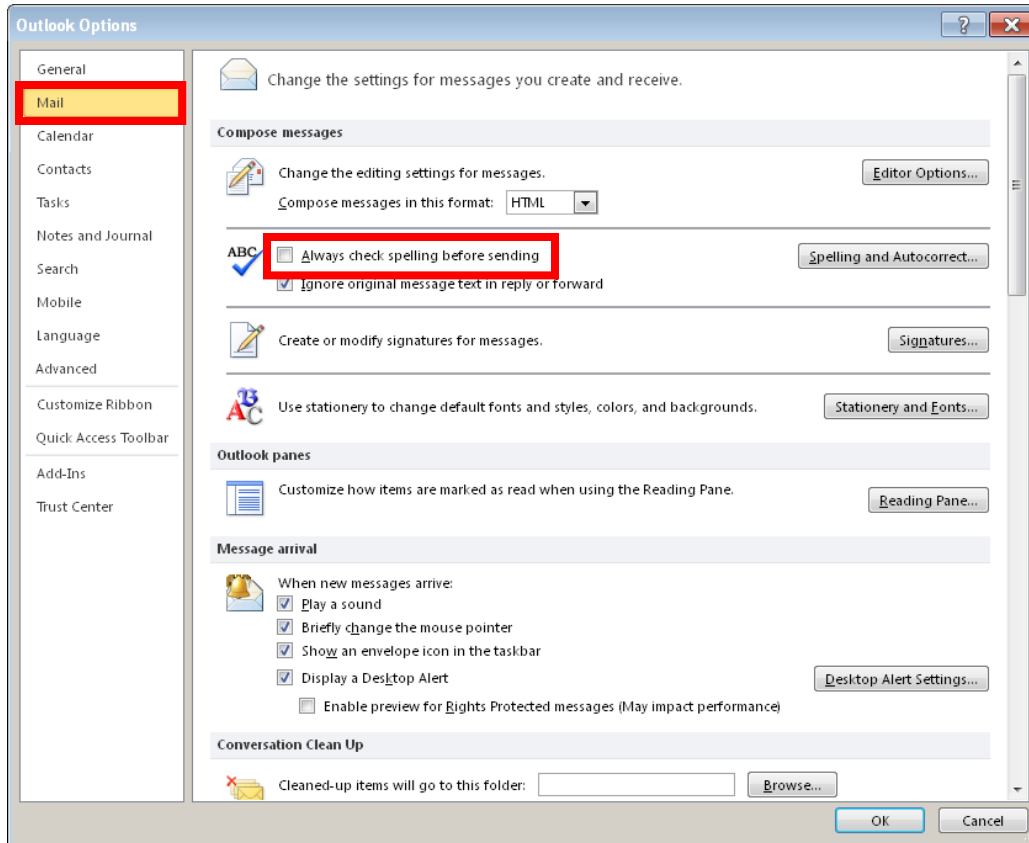 Outlook Options
General
Mail
Calendar
Contacts
Tasks
Notes and Journal
Search
Mobile
Language
Advanced
Customize Ribbon
Quick Access Toolbar
Add-Ins
Trust Center
Change the settings for messages you create and receive.
Compose messages
Change the editing settings for messages.
Editor Options...
Compose messages in this format: HTML
ABC
Always check spelling before sending
Spelling and Autocorrect...
Ignore original message text in reply or forward
Create or modify signatures for messages.
Signatures...
Use stationery to change default fonts and styles, colors, and backgrounds.
Stationery and Fonts...
Outlook panes
Customize how items are marked as read when using the Reading Pane.
Reading Pane...
Message arrival
When new messages arrive:
Play a sound
Briefly change the mouse pointer
Show an envelope icon in the taskbar
Display a Desktop Alert
Desktop Alert Settings...
Enable preview for Rights Protected messages (May impact performance)
Conversation Clean Up
Cleaned-up items will go to this folder:
Browse...
OK
Cancel